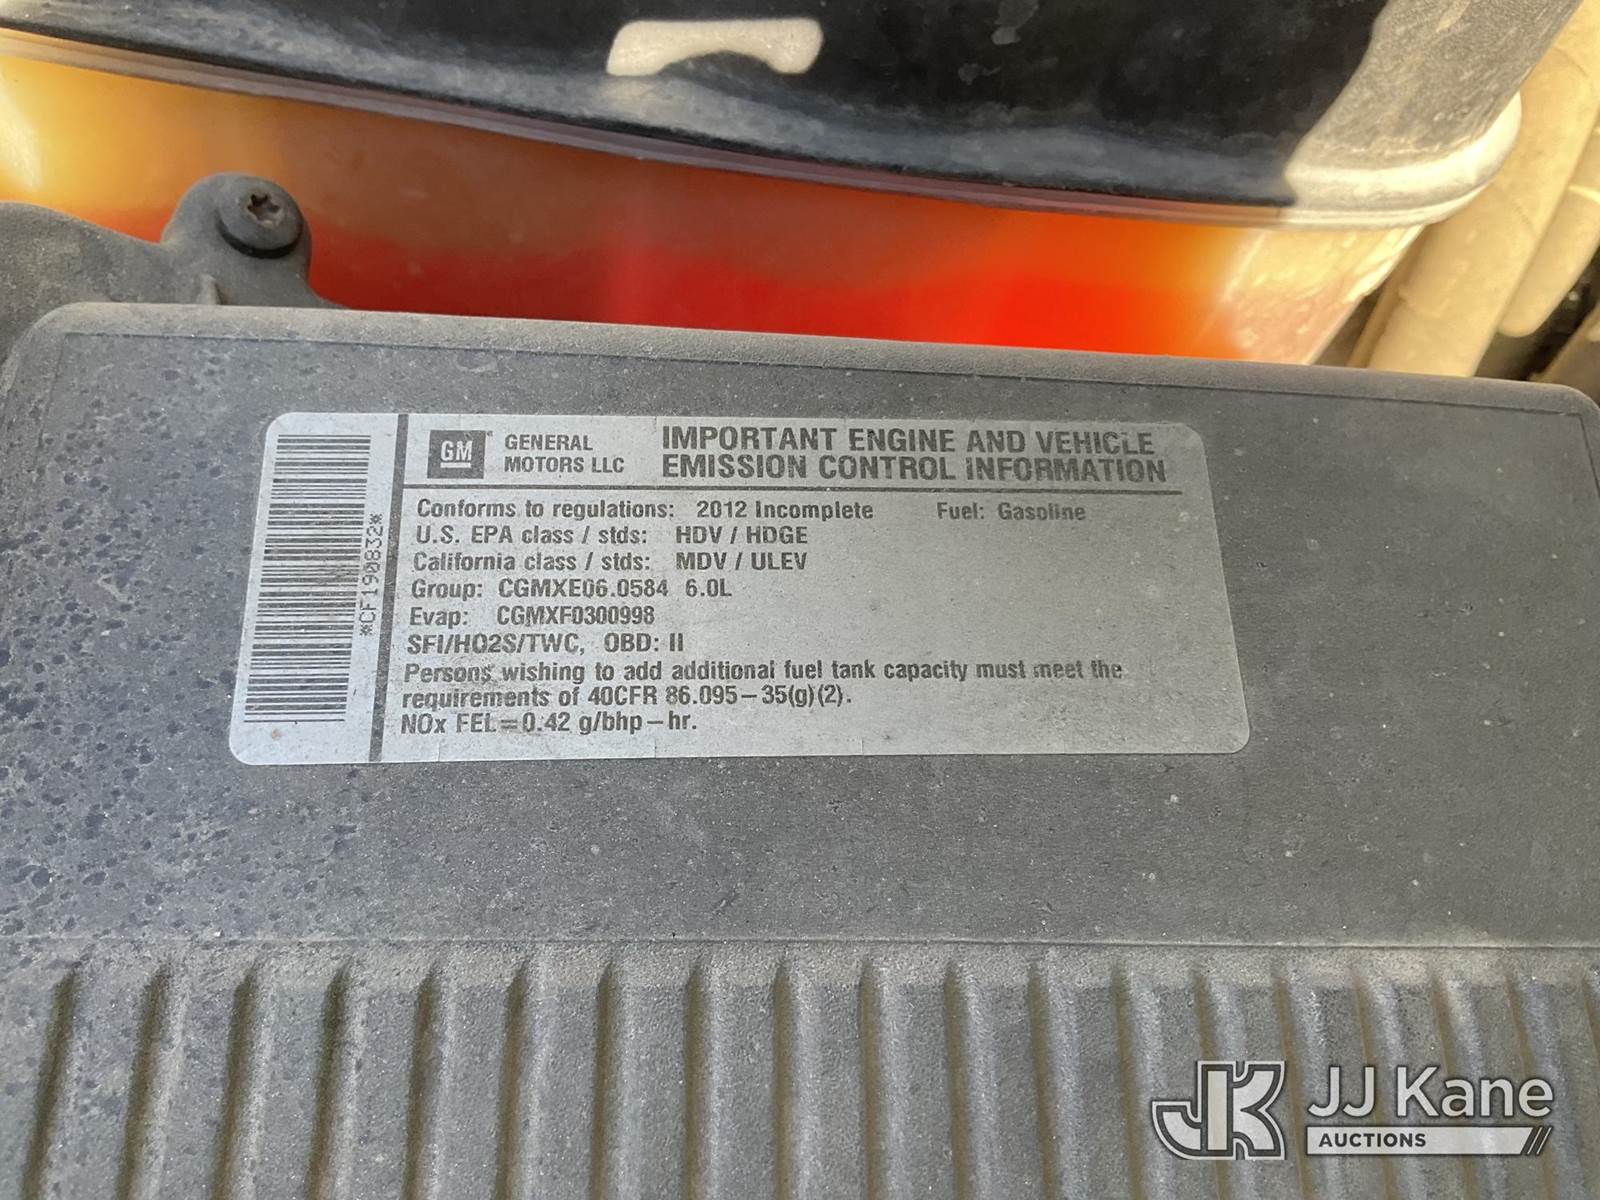 GM
GENERAL
MOTORS LLC
IMPORTANT ENGINE AND VEHICLE
EMISSION CONTROL INFORMATION
Conforms to regulations: 2012 Incomplete Fuel: Gasoline
U.S. EPA class / stds: HDV / HDGE
California class / stds: MDV / ULEV
Group: CGMXE06.0584 6.0L
Evap: CGMXF0300998
SFI/HO2S/TWC, OBD: II
Persons wishing to add additional fuel tank capacity must meet the
requirements of 40CFR 86.095-35(g)(2).
NOx FEL=0.42 g/bhp-hr.
*CF190832*
JK JJ Kane
AUCTIONS